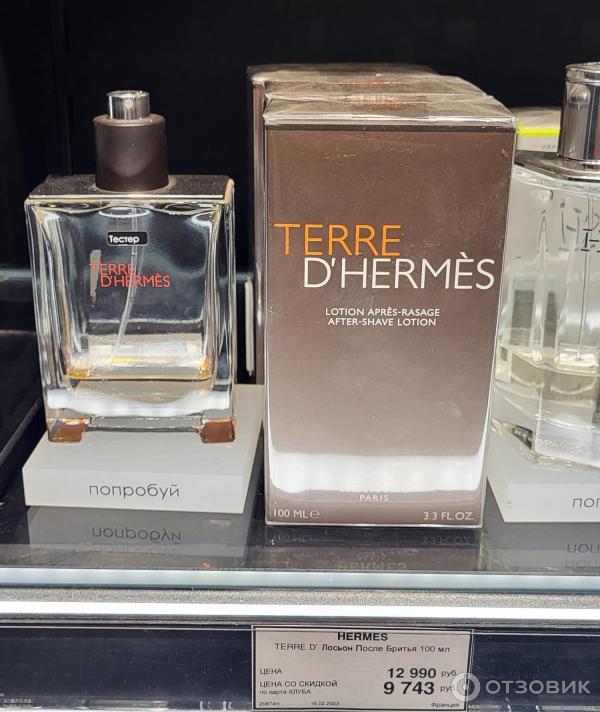 Тестер
TERRE
D'HERMÈS
попробуй
TERRE
D'HERMÈS
LOTION APRÈS-RASAGE
AFTER-SHAVE LOTION
PARIS
100 ML e 3.3 FL.OZ.
HERMES
TERRE D' Лосьон После Бритья 100 мл
ЦЕНА 12 990 руб.
ЦЕНА СО СКИДКОЙ
по карте КЛУБА 9 743
15.02.2023 Франция
ОТЗОВИК